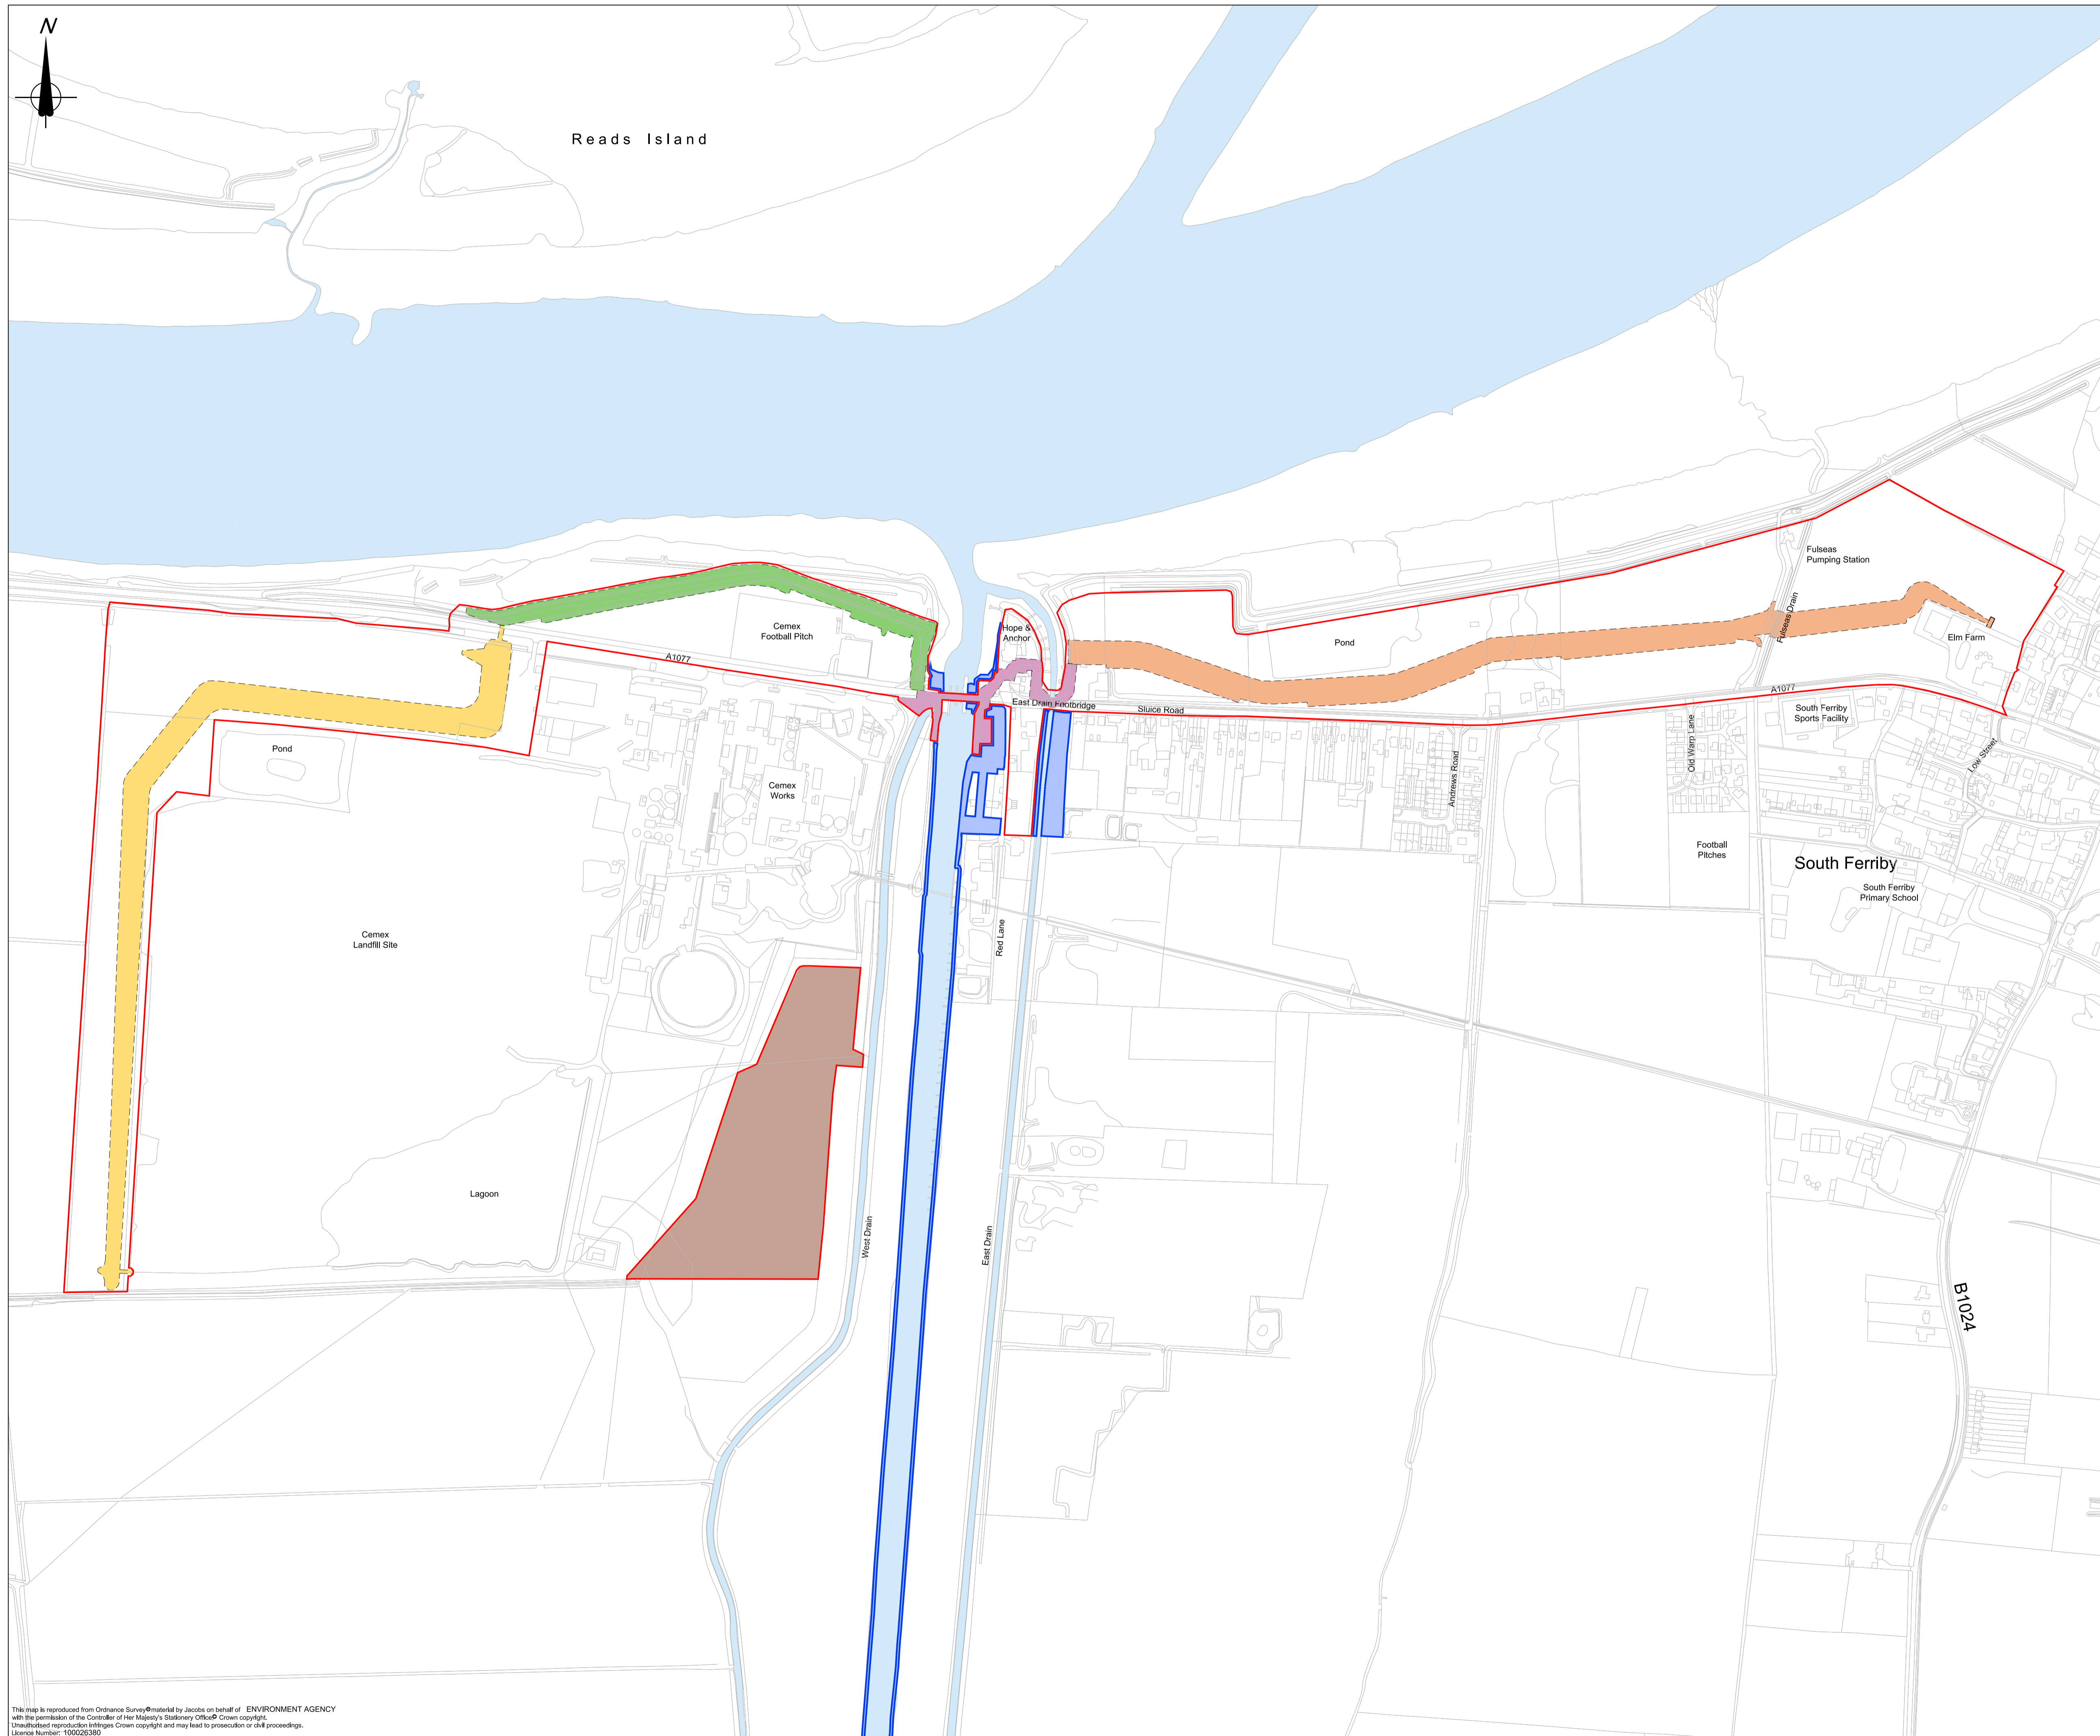 N
Reads Island
Fulseas
Pumping Station
Hope &
Anchor
Cemex
Football Pitch
Fulseas Drain
Elm Farm
Pond
A1077
A1077
East Drain Footbridge
Sluice Road
South Ferriby
Sports Facility
Old Warp Lane
Low Street
Pond
Andrews Road
Cemex
Works
Football
Pitches
South Ferriby
South Ferriby
Primary School
Cemex
Landfill Site
Red Lane
Lagoon
West Drain
East Drain
B1024
This map is reproduced from Ordnance Survey© material by Jacobs on behalf of ENVIRONMENT AGENCY
with the permission of the Controller of Her Majesty's Stationery Office© Crown copyright.
Unauthorised reproduction infringes Crown copyright and may lead to prosecution or civil proceedings.
Licence Number: 100026380